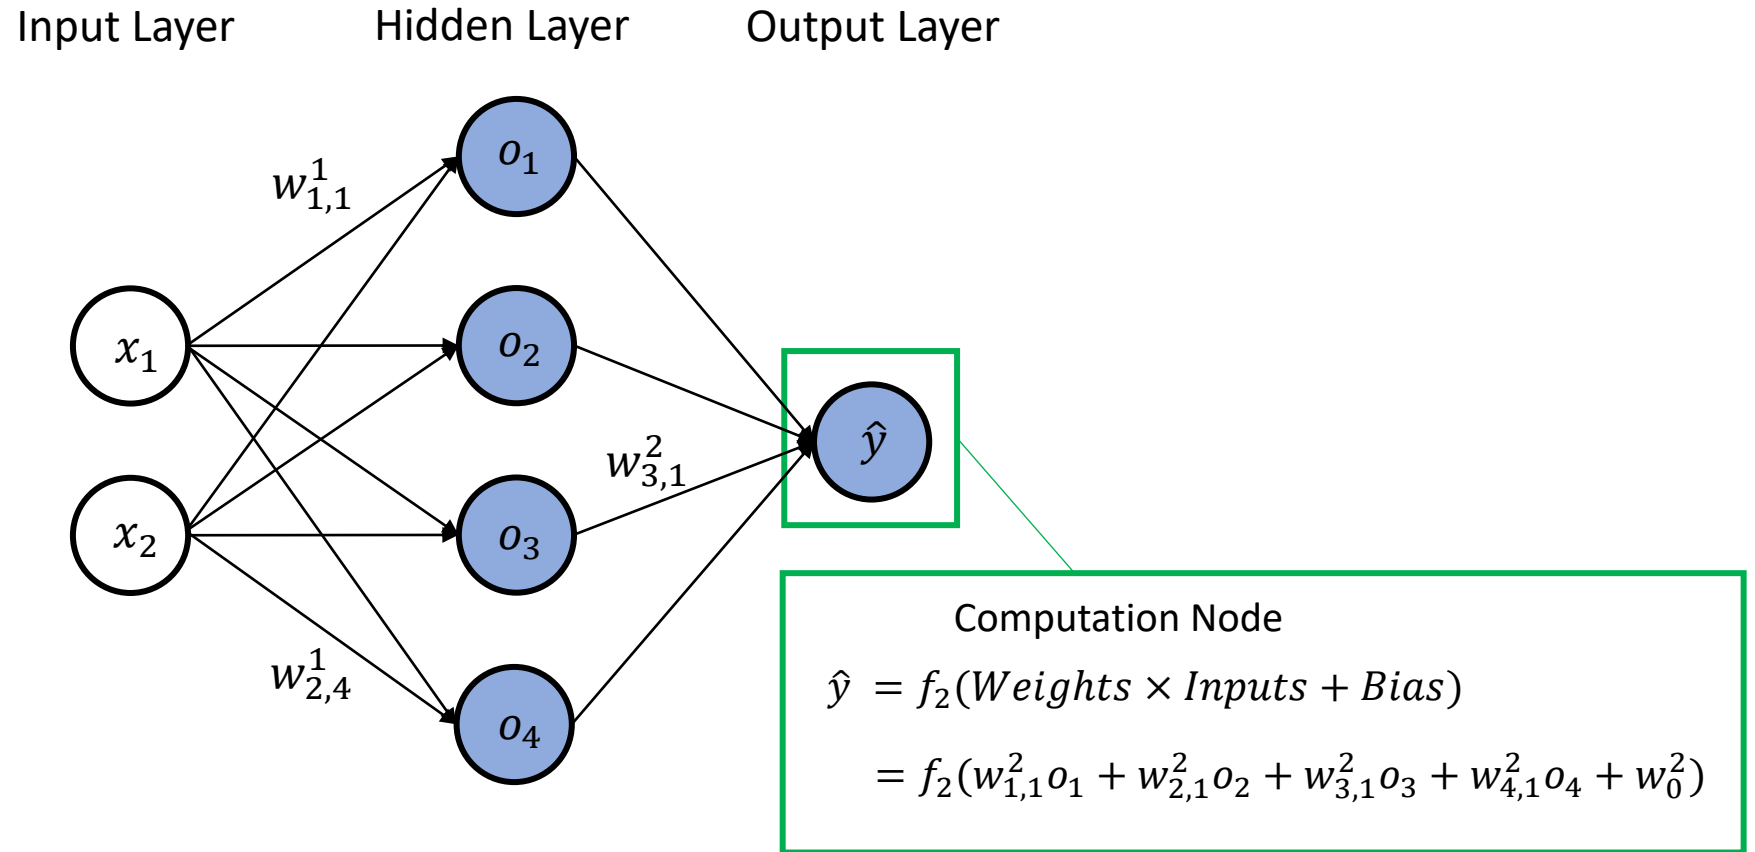 Input Layer Hidden Layer Output Layer
o₁
w¹₁,₁
x₁ o₂
ŷ
w²₃,₁
x₂ o₃
w¹₂,₄
o₄
Computation Node
ŷ = f₂(Weights × Inputs + Bias)
= f₂(w²₁,₁o₁ + w²₂,₁o₂ + w²₃,₁o₃ + w²₄,₁o₄ + w²₀)